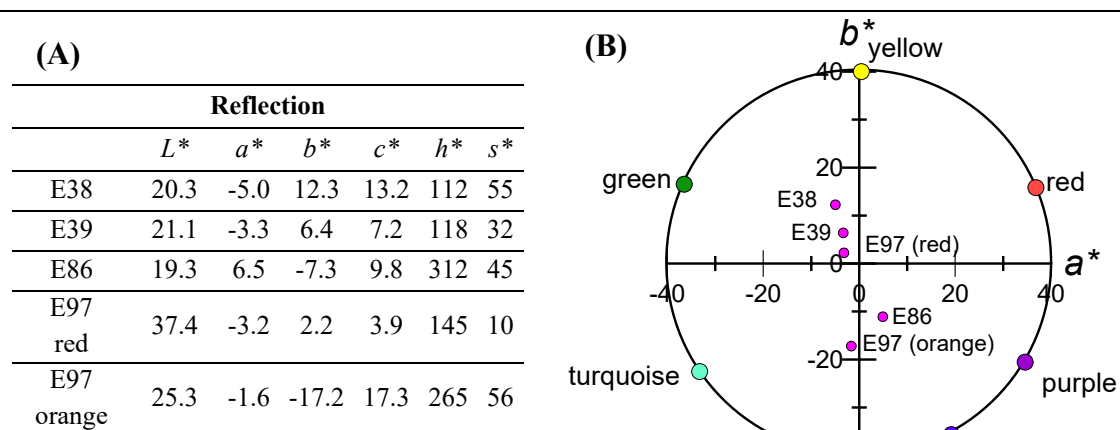 (A)
Reflection
L* a* b* c* h* s*
E38 20.3 -5.0 12.3 13.2 112 55
E39 21.1 -3.3 6.4 7.2 118 32
E86 19.3 6.5 -7.3 9.8 312 45
E97 red 37.4 -3.2 2.2 3.9 145 10
E97 orange 25.3 -1.6 -17.2 17.3 265 56
(B)
b*
yellow
40
green
20
red
E38
E39
E97 (red)
0
a*
-40 -20 0 20 40
E86
E97 (orange)
-20
turquoise
purple